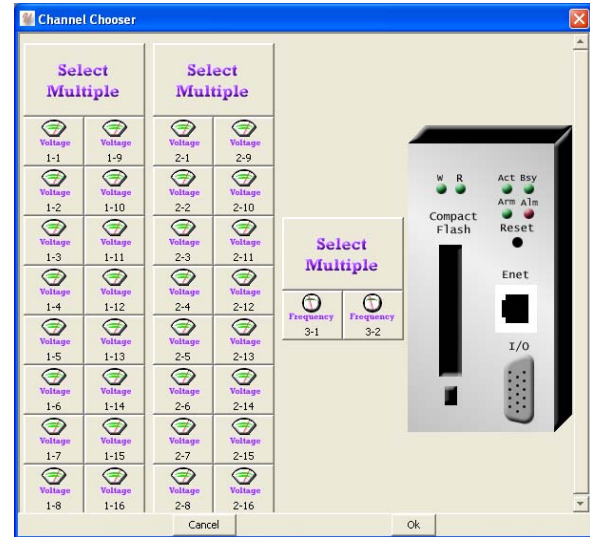 Channel Chooser
Select Multiple
Select Multiple
Voltage Voltage Voltage Voltage
1-1 1-9 2-1 2-9
Voltage Voltage Voltage Voltage
1-2 1-10 2-2 2-10
Voltage Voltage Voltage Voltage
1-3 1-11 2-3 2-11
Voltage Voltage Voltage Voltage
1-4 1-12 2-4 2-12
Voltage Voltage Voltage Voltage
1-5 1-13 2-5 2-13
Voltage Voltage Voltage Voltage
1-6 1-14 2-6 2-14
Voltage Voltage Voltage Voltage
1-7 1-15 2-7 2-15
Voltage Voltage Voltage Voltage
1-8 1-16 2-8 2-16
Select
Multiple
Frequency Frequency
3-1 3-2
W R Act Bsy
Arm Alm
Compact
Flash
Reset
Enet
I/O
Cancel Ok